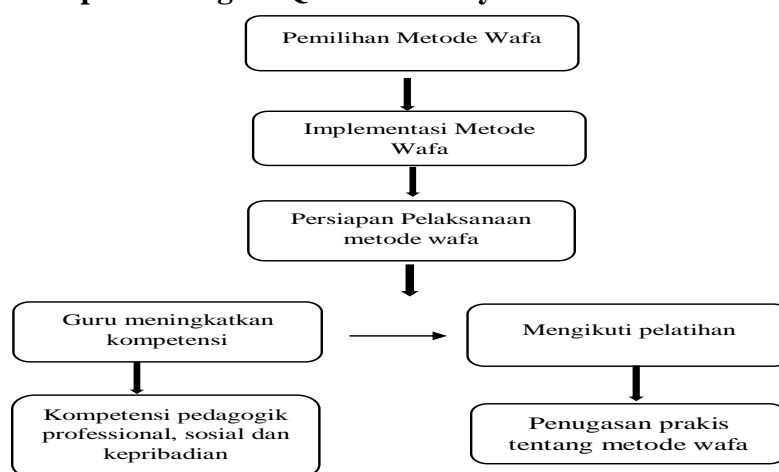 Pemilihan Metode Wafa
Implementasi Metode
Wafa
Persiapan Pelaksanaan
metode wafa
Guru meningkatkan
kompetensi
Mengikuti pelatihan
Kompetensi pedagogik
professional, sosial dan
kepribadian
Penugasan prakis
tentang metode wafa